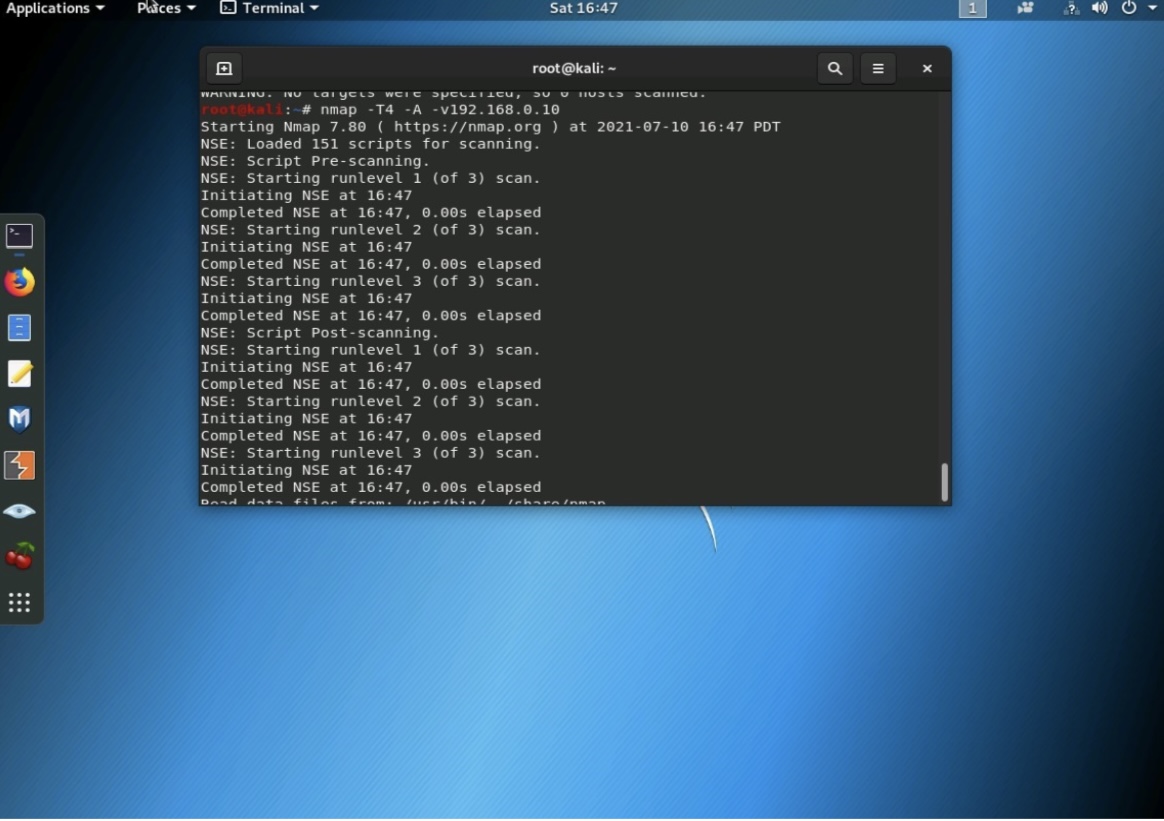 Applications Places Terminal Sat 16:47 1
root@kali: ~
WARNING: No targets were specified, so 0 hosts scanned.
root@kali:~# nmap -T4 -A -v192.168.0.10
Starting Nmap 7.80 ( https://nmap.org ) at 2021-07-10 16:47 PDT
NSE: Loaded 151 scripts for scanning.
NSE: Script Pre-scanning.
NSE: Starting runlevel 1 (of 3) scan.
Initiating NSE at 16:47
Completed NSE at 16:47, 0.00s elapsed
NSE: Starting runlevel 2 (of 3) scan.
Initiating NSE at 16:47
Completed NSE at 16:47, 0.00s elapsed
NSE: Starting runlevel 3 (of 3) scan.
Initiating NSE at 16:47
Completed NSE at 16:47, 0.00s elapsed
NSE: Script Post-scanning.
NSE: Starting runlevel 1 (of 3) scan.
Initiating NSE at 16:47
Completed NSE at 16:47, 0.00s elapsed
NSE: Starting runlevel 2 (of 3) scan.
Initiating NSE at 16:47
Completed NSE at 16:47, 0.00s elapsed
NSE: Starting runlevel 3 (of 3) scan.
Initiating NSE at 16:47
Completed NSE at 16:47, 0.00s elapsed
Read data files from: /usr/bin/../share/nmap